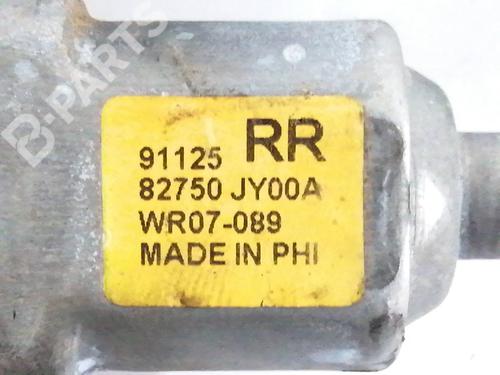 B-PARTS
91125 RR
82750 JY00A
WR07-089
MADE IN PHI